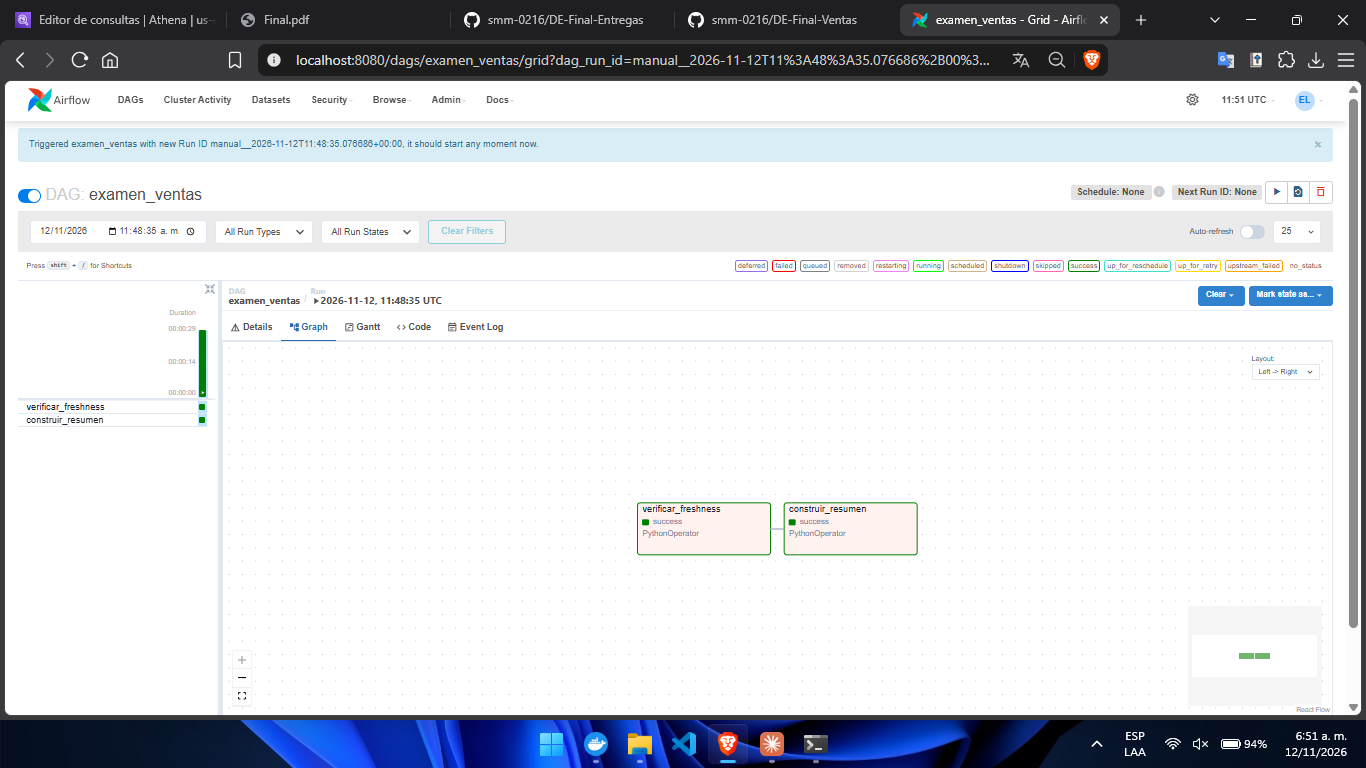 Editor de consultas | Athena | us-
Final.pdf
smm-0216/DE-Final-Entregas
smm-0216/DE-Final-Ventas
examen_ventas - Grid - Airfl
localhost:8080/dags/examen_ventas/grid?dag_run_id=manual__2026-11-12T11%3A48%3A35.076686%2B00%3...
Airflow
DAGs
Cluster Activity
Datasets
Security
Browse
Admin
Docs
11:51 UTC
EL
Triggered examen_ventas with new Run ID manual__2026-11-12T11:48:35.076686+00:00, it should start any moment now.
DAG: examen_ventas
Schedule: None
Next Run ID: None
12/11/2026 11:48:35 a. m.
All Run Types
All Run States
Clear Filters
Auto-refresh
25
Press shift + / for Shortcuts
deferred failed queued removed restarting running scheduled shutdown skipped success up_for_reschedule up_for_retry upstream_failed no_status
DAG
examen_ventas
/
Run
2026-11-12, 11:48:35 UTC
Clear
Mark state as...
Duration
00:00:29
00:00:14
00:00:00
verificar_freshness
construir_resumen
Details
Graph
Gantt
Code
Event Log
Layout:
Left -> Right
verificar_freshness
success
PythonOperator
construir_resumen
success
PythonOperator
React Flow
ESP
LAA
94%
6:51 a. m.
12/11/2026